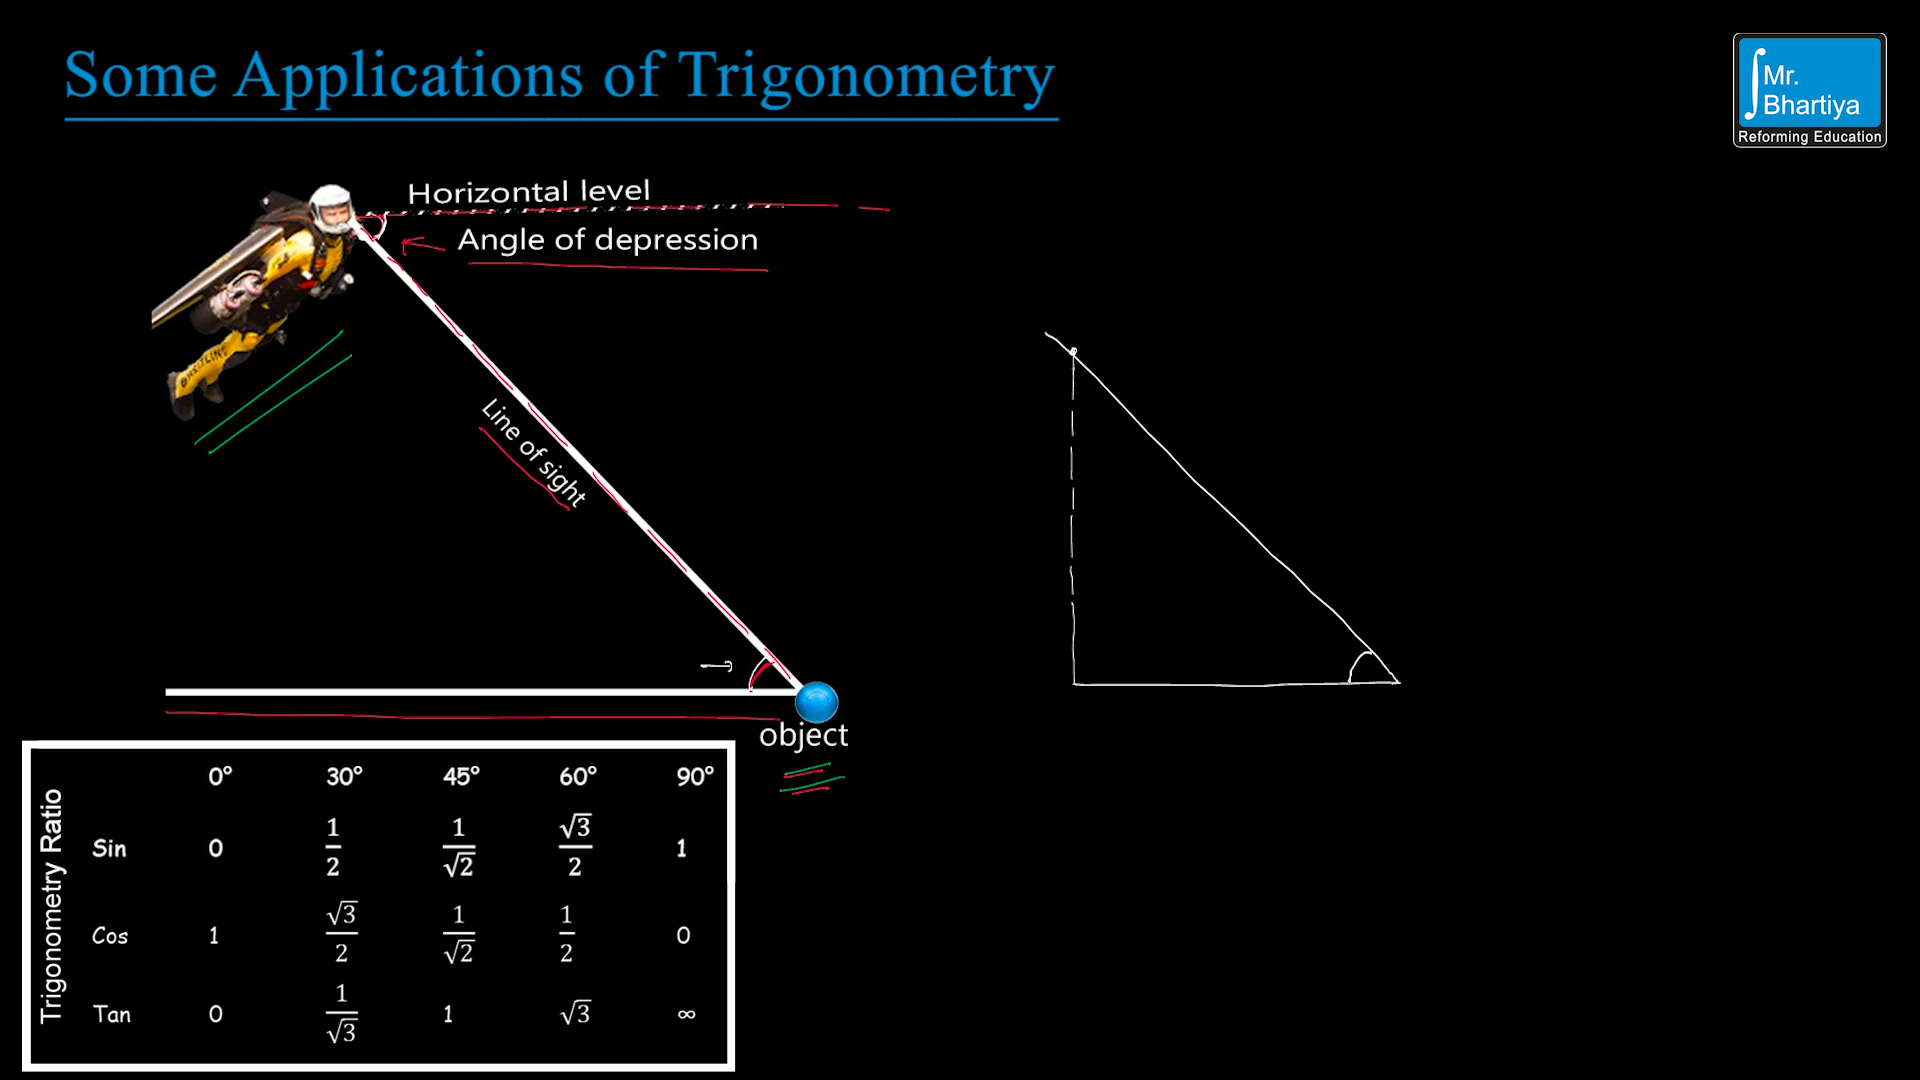 Some Applications of Trigonometry
Mr.
Bhartiya
Reforming Education
Horizontal level
Angle of depression
Line of sight
object
Trigonometry Ratio
0° 30° 45° 60° 90°
Sin 0 1/2 1/√2 √3/2 1
Cos 1 √3/2 1/√2 1/2 0
Tan 0 1/√3 1 √3 ∞